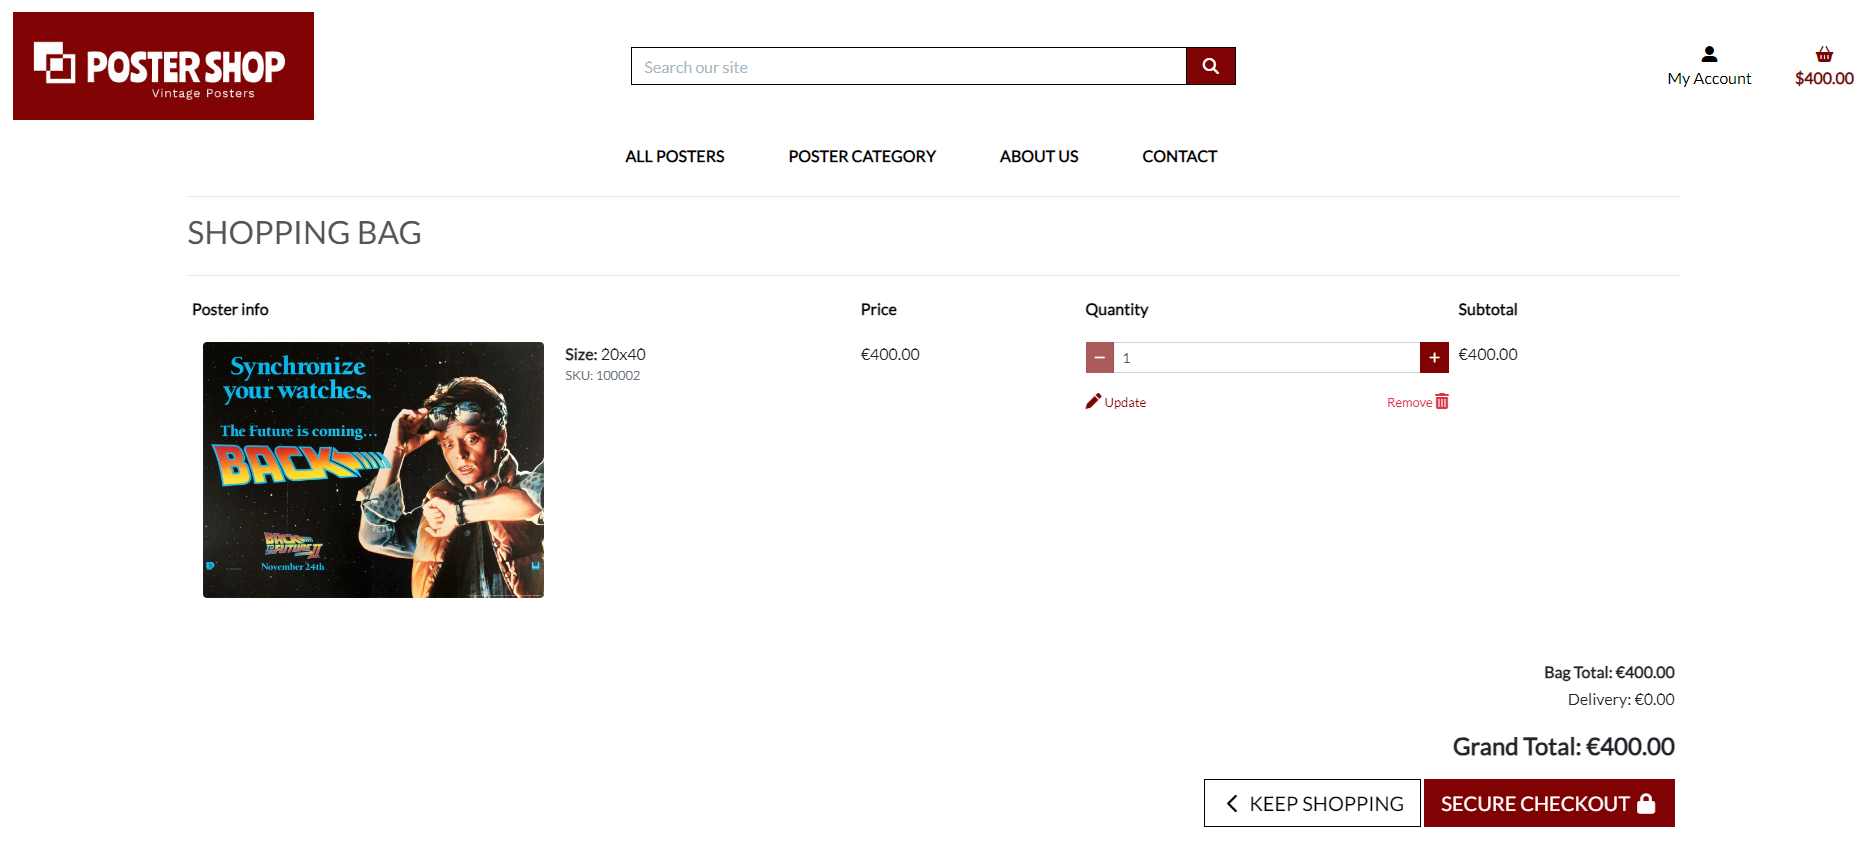 POSTER SHOP
Vintage Posters
Search our site
My Account
$400.00
ALL POSTERS
POSTER CATEGORY
ABOUT US
CONTACT
SHOPPING BAG
Poster info
Price
Quantity
Subtotal
Synchronize
your watches.
The Future is coming...
BACK
BACK
TO THE FUTURE II
November 24th
Size: 20x40
SKU: 100002
€400.00
1
€400.00
Update
Remove
Bag Total: €400.00
Delivery: €0.00
Grand Total: €400.00
KEEP SHOPPING
SECURE CHECKOUT